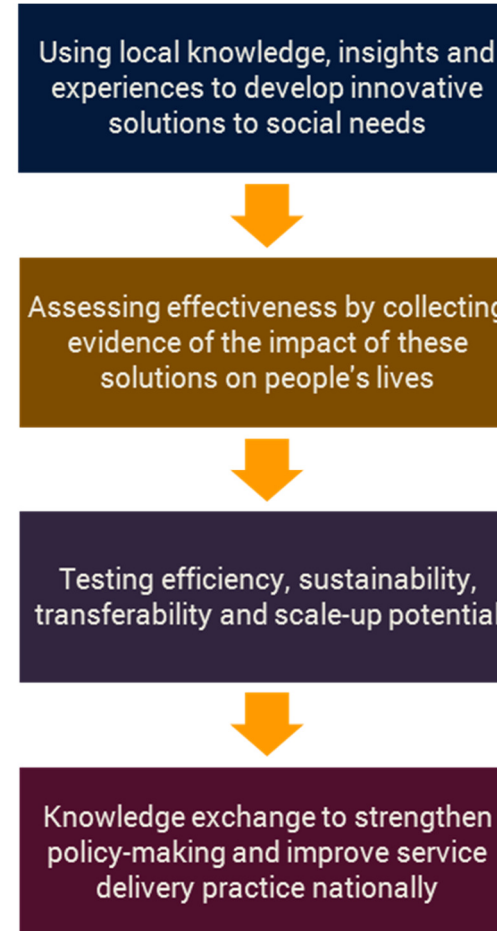 Using local knowledge, insights and
experiences to develop innovative
solutions to social needs
Assessing effectiveness by collecting
evidence of the impact of these
solutions on people's lives
Testing efficiency, sustainability,
transferability and scale-up potential
Knowledge exchange to strengthen
policy-making and improve service
delivery practice nationally